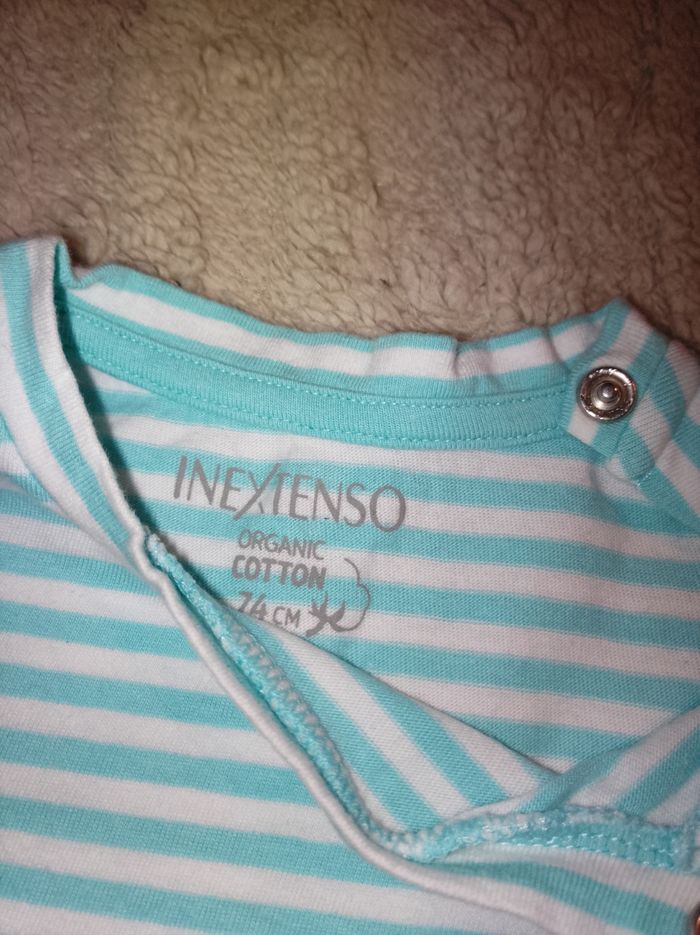 INEXTENSO
ORGANIC
COTTON
74 CM